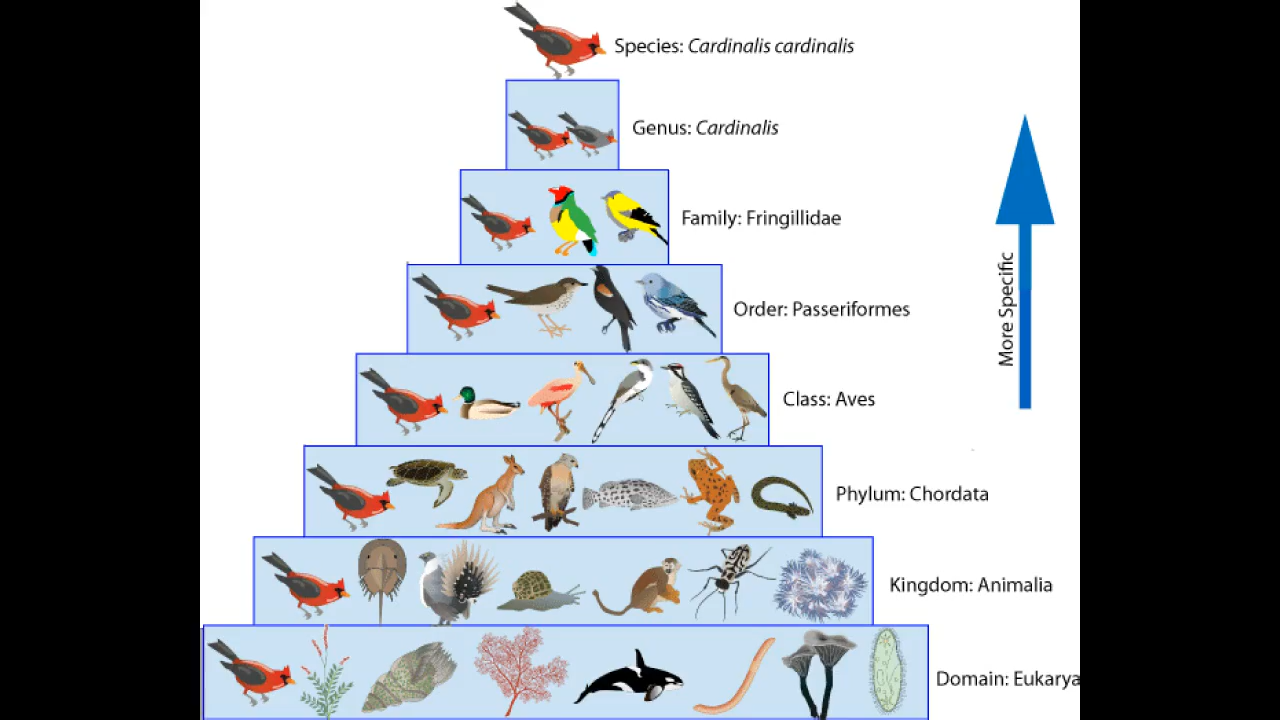 Species: Cardinalis cardinalis
Genus: Cardinalis
Family: Fringillidae
Order: Passeriformes
Class: Aves
Phylum: Chordata
Kingdom: Animalia
Domain: Eukarya
More Specific